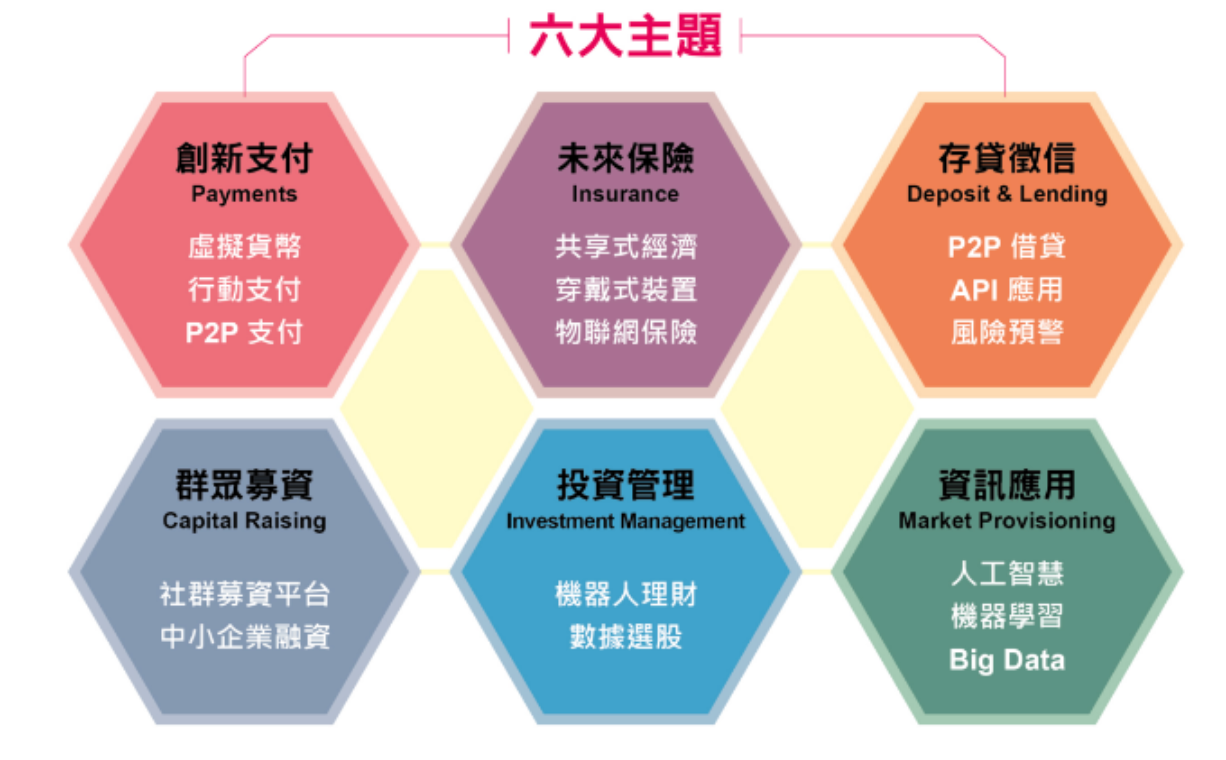 六大主題
創新支付
Payments
虛擬貨幣
行動支付
P2P 支付
未來保險
Insurance
共享式經濟
穿戴式裝置
物聯網保險
存貸徵信
Deposit & Lending
P2P 借貸
API 應用
風險預警
群眾募資
Capital Raising
社群募資平台
中小企業融資
投資管理
Investment Management
機器人理財
數據選股
資訊應用
Market Provisioning
人工智慧
機器學習
Big Data